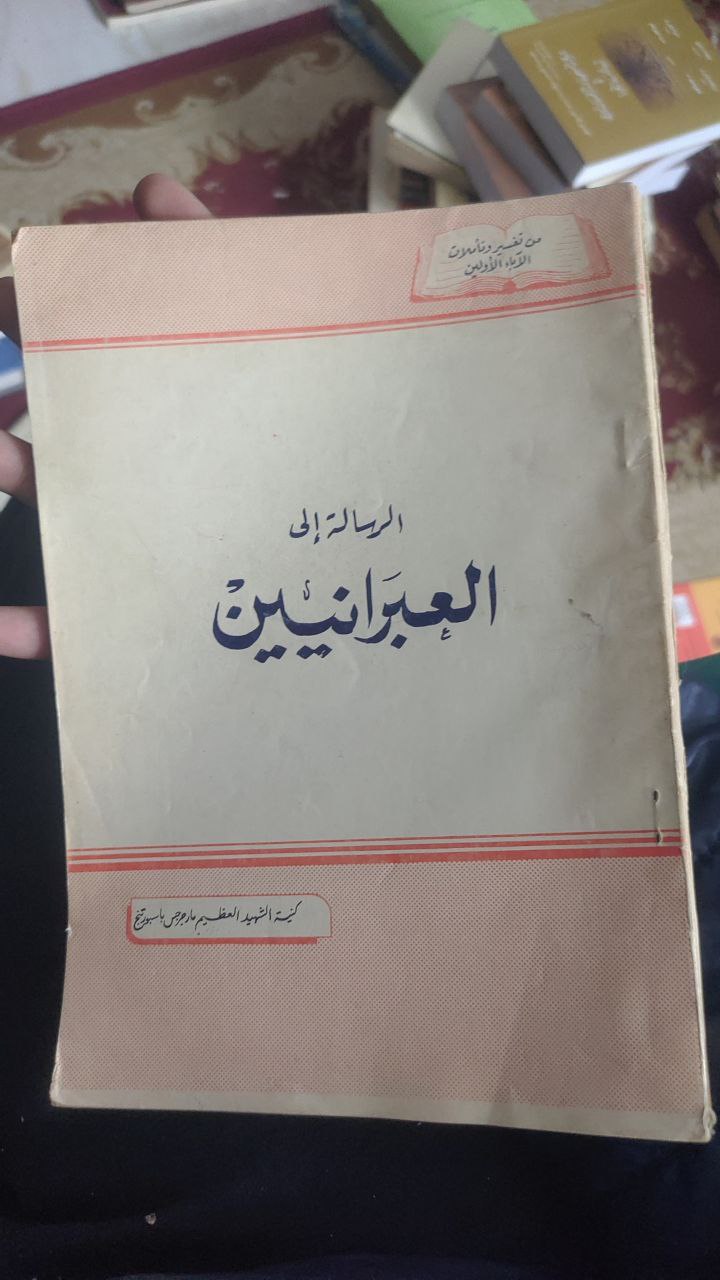 من تفسير وتأملات
الآباء الأولين
الرسالة إلى
العبرانيين
كنيسة الشهيد العظيم مارجرجس باسبورتنج